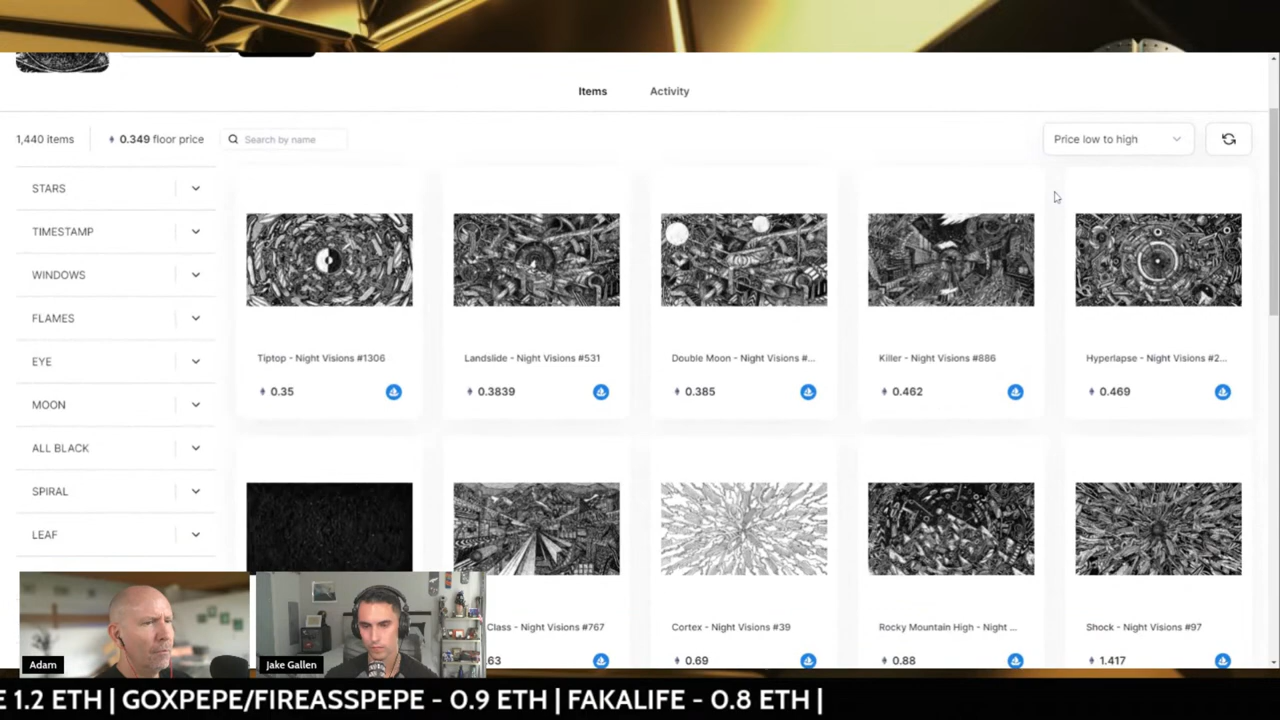 Items Activity
1,440 items 0.349 floor price Search by name Price low to high
STARS
TIMESTAMP
WINDOWS
FLAMES
EYE
MOON
ALL BLACK
SPIRAL
LEAF
Tiptop - Night Visions #1306
0.35
Landslide - Night Visions #531
0.3839
Double Moon - Night Visions #...
0.385
Killer - Night Visions #886
0.462
Hyperlapse - Night Visions #2...
0.469
Class - Night Visions #767
63
Cortex - Night Visions #39
0.69
Rocky Mountain High - Night ...
0.88
Shock - Night Visions #97
1.417
Adam
Jake Gallen
E 1.2 ETH | GOXPEPE/FIREASSPEPE - 0.9 ETH | FAKALIFE - 0.8 ETH |